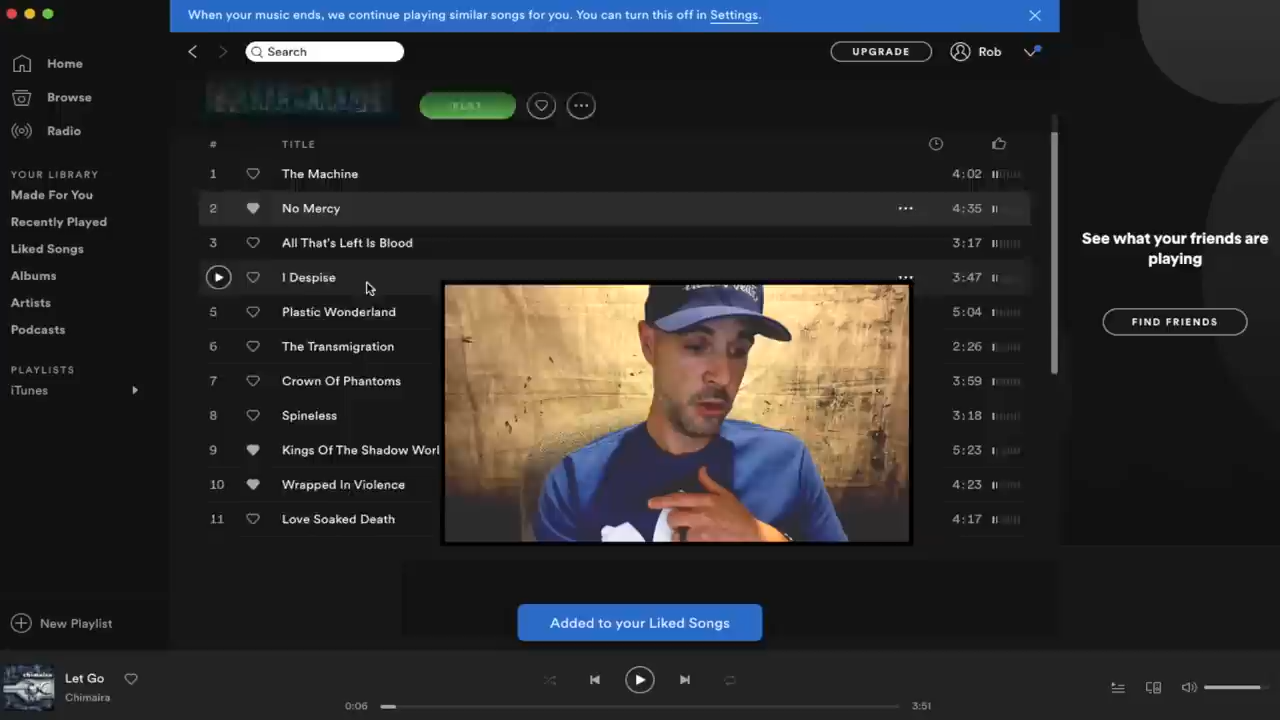 When your music ends, we continue playing similar songs for you. You can turn this off in Settings.
Search
UPGRADE
Rob
Home
Browse
Radio
YOUR LIBRARY
Made For You
Recently Played
Liked Songs
Albums
Artists
Podcasts
PLAYLISTS
iTunes
New Playlist
PLAY
# TITLE
1 The Machine 4:02
2 No Mercy 4:35
3 All That's Left Is Blood 3:17
I Despise 3:47
5 Plastic Wonderland 5:04
6 The Transmigration 2:26
7 Crown Of Phantoms 3:59
8 Spineless 3:18
9 Kings Of The Shadow Worl 5:23
10 Wrapped In Violence 4:23
11 Love Soaked Death 4:17
See what your friends are
playing
FIND FRIENDS
Added to your Liked Songs
Let Go
Chimaira
chimaira
0:06
3:51